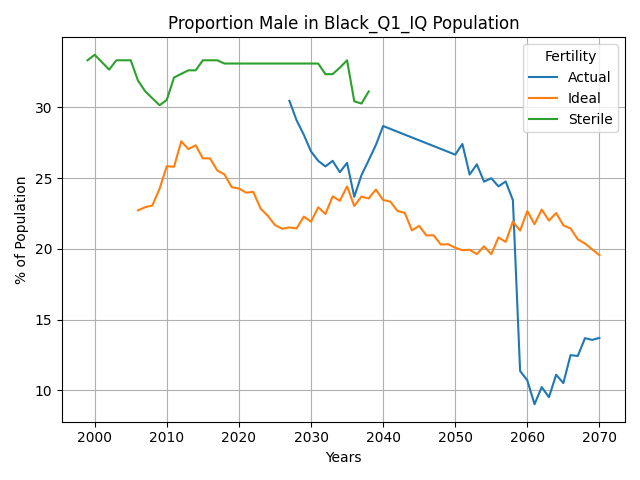 Proportion Male in Black_Q1_IQ Population
Fertility
Actual
Ideal
Sterile
% of Population
30
25
20
15
10
2000 2010 2020 2030 2040 2050 2060 2070
Years